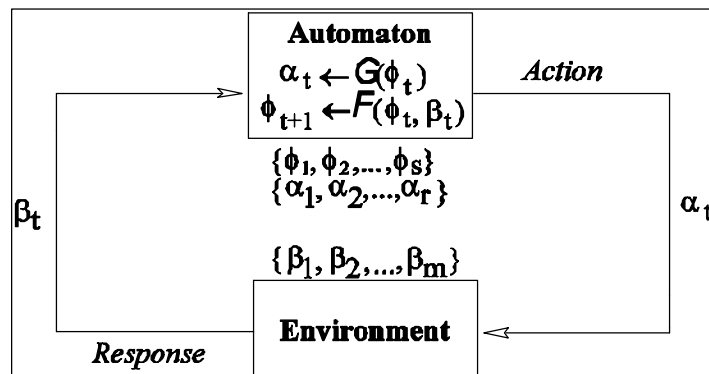 Automaton
α_t ← G(φ_t)
φ_{t+1} ← F(φ_t, β_t)
Action
{φ_1, φ_2,...,φ_s}
{α_1, α_2,...,α_r}
β_t
α_t
{β_1, β_2,...,β_m}
Environment
Response